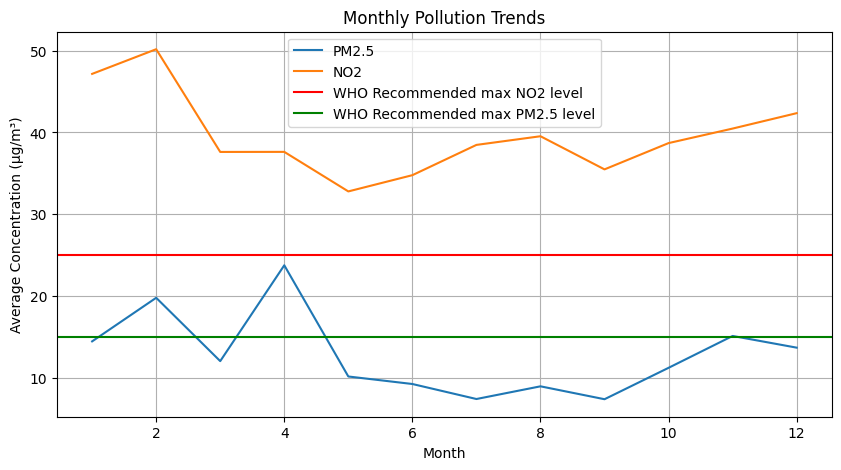 Monthly Pollution Trends
PM2.5
NO2
WHO Recommended max NO2 level
WHO Recommended max PM2.5 level
Average Concentration (µg/m³)
50
40
30
20
10
2 4 6 8 10 12
Month